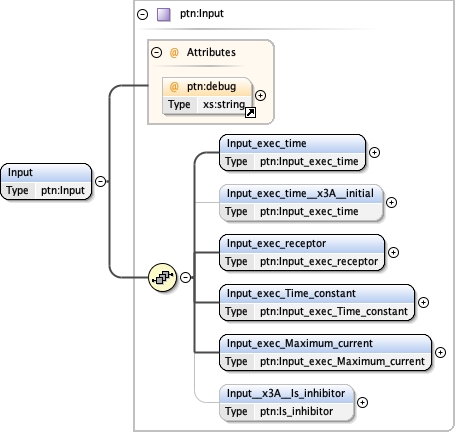 ptn:Input
@ Attributes
@ ptn:debug
Type xs:string
Input_exec_time
Type ptn:Input_exec_time
Input
Type ptn:Input
Input_exec_time__x3A__initial
Type ptn:Input_exec_time
Input_exec_receptor
Type ptn:Input_exec_receptor
Input_exec_Time_constant
Type ptn:Input_exec_Time_constant
Input_exec_Maximum_current
Type ptn:Input_exec_Maximum_current
Input__x3A__Is_inhibitor
Type ptn:Is_inhibitor